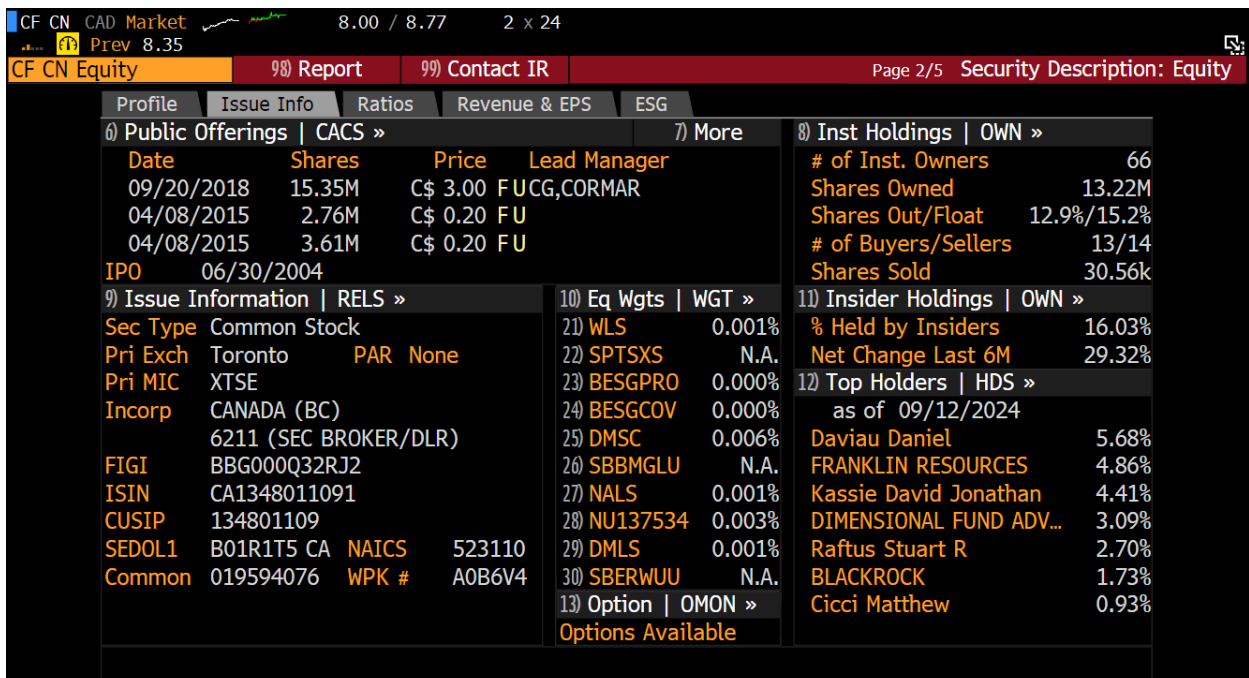 CF CN CAD Market 8.00 / 8.77 2 x 24
Prev 8.35
CF CN Equity 98) Report 99) Contact IR Page 2/5 Security Description: Equity
Profile Issue Info Ratios Revenue & EPS ESG
6) Public Offerings | CACS » 7) More
Date Shares Price Lead Manager
09/20/2018 15.35M C$ 3.00 F U CG,CORMAR
04/08/2015 2.76M C$ 0.20 F U
04/08/2015 3.61M C$ 0.20 F U
IPO 06/30/2004
8) Inst Holdings | OWN »
# of Inst. Owners 66
Shares Owned 13.22M
Shares Out/Float 12.9%/15.2%
# of Buyers/Sellers 13/14
Shares Sold 30.56k
9) Issue Information | RELS »
Sec Type Common Stock
Pri Exch Toronto PAR None
Pri MIC XTSE
Incorp CANADA (BC)
6211 (SEC BROKER/DLR)
FIGI BBG000Q32RJ2
ISIN CA1348011091
CUSIP 134801109
SEDOL1 B01R1T5 CA NAICS 523110
Common 019594076 WPK # A0B6V4
10) Eq Wgts | WGT »
21) WLS 0.001%
22) SPTSXS N.A.
23) BESGPRO 0.000%
24) BESGCOV 0.000%
25) DMSC 0.006%
26) SBBMGLU N.A.
27) NALS 0.001%
28) NU137534 0.003%
29) DMLS 0.001%
30) SBERWUU N.A.
13) Option | OMON »
Options Available
11) Insider Holdings | OWN »
% Held by Insiders 16.03%
Net Change Last 6M 29.32%
12) Top Holders | HDS »
as of 09/12/2024
Daviau Daniel 5.68%
FRANKLIN RESOURCES 4.86%
Kassie David Jonathan 4.41%
DIMENSIONAL FUND ADV... 3.09%
Raftus Stuart R 2.70%
BLACKROCK 1.73%
Cicci Matthew 0.93%